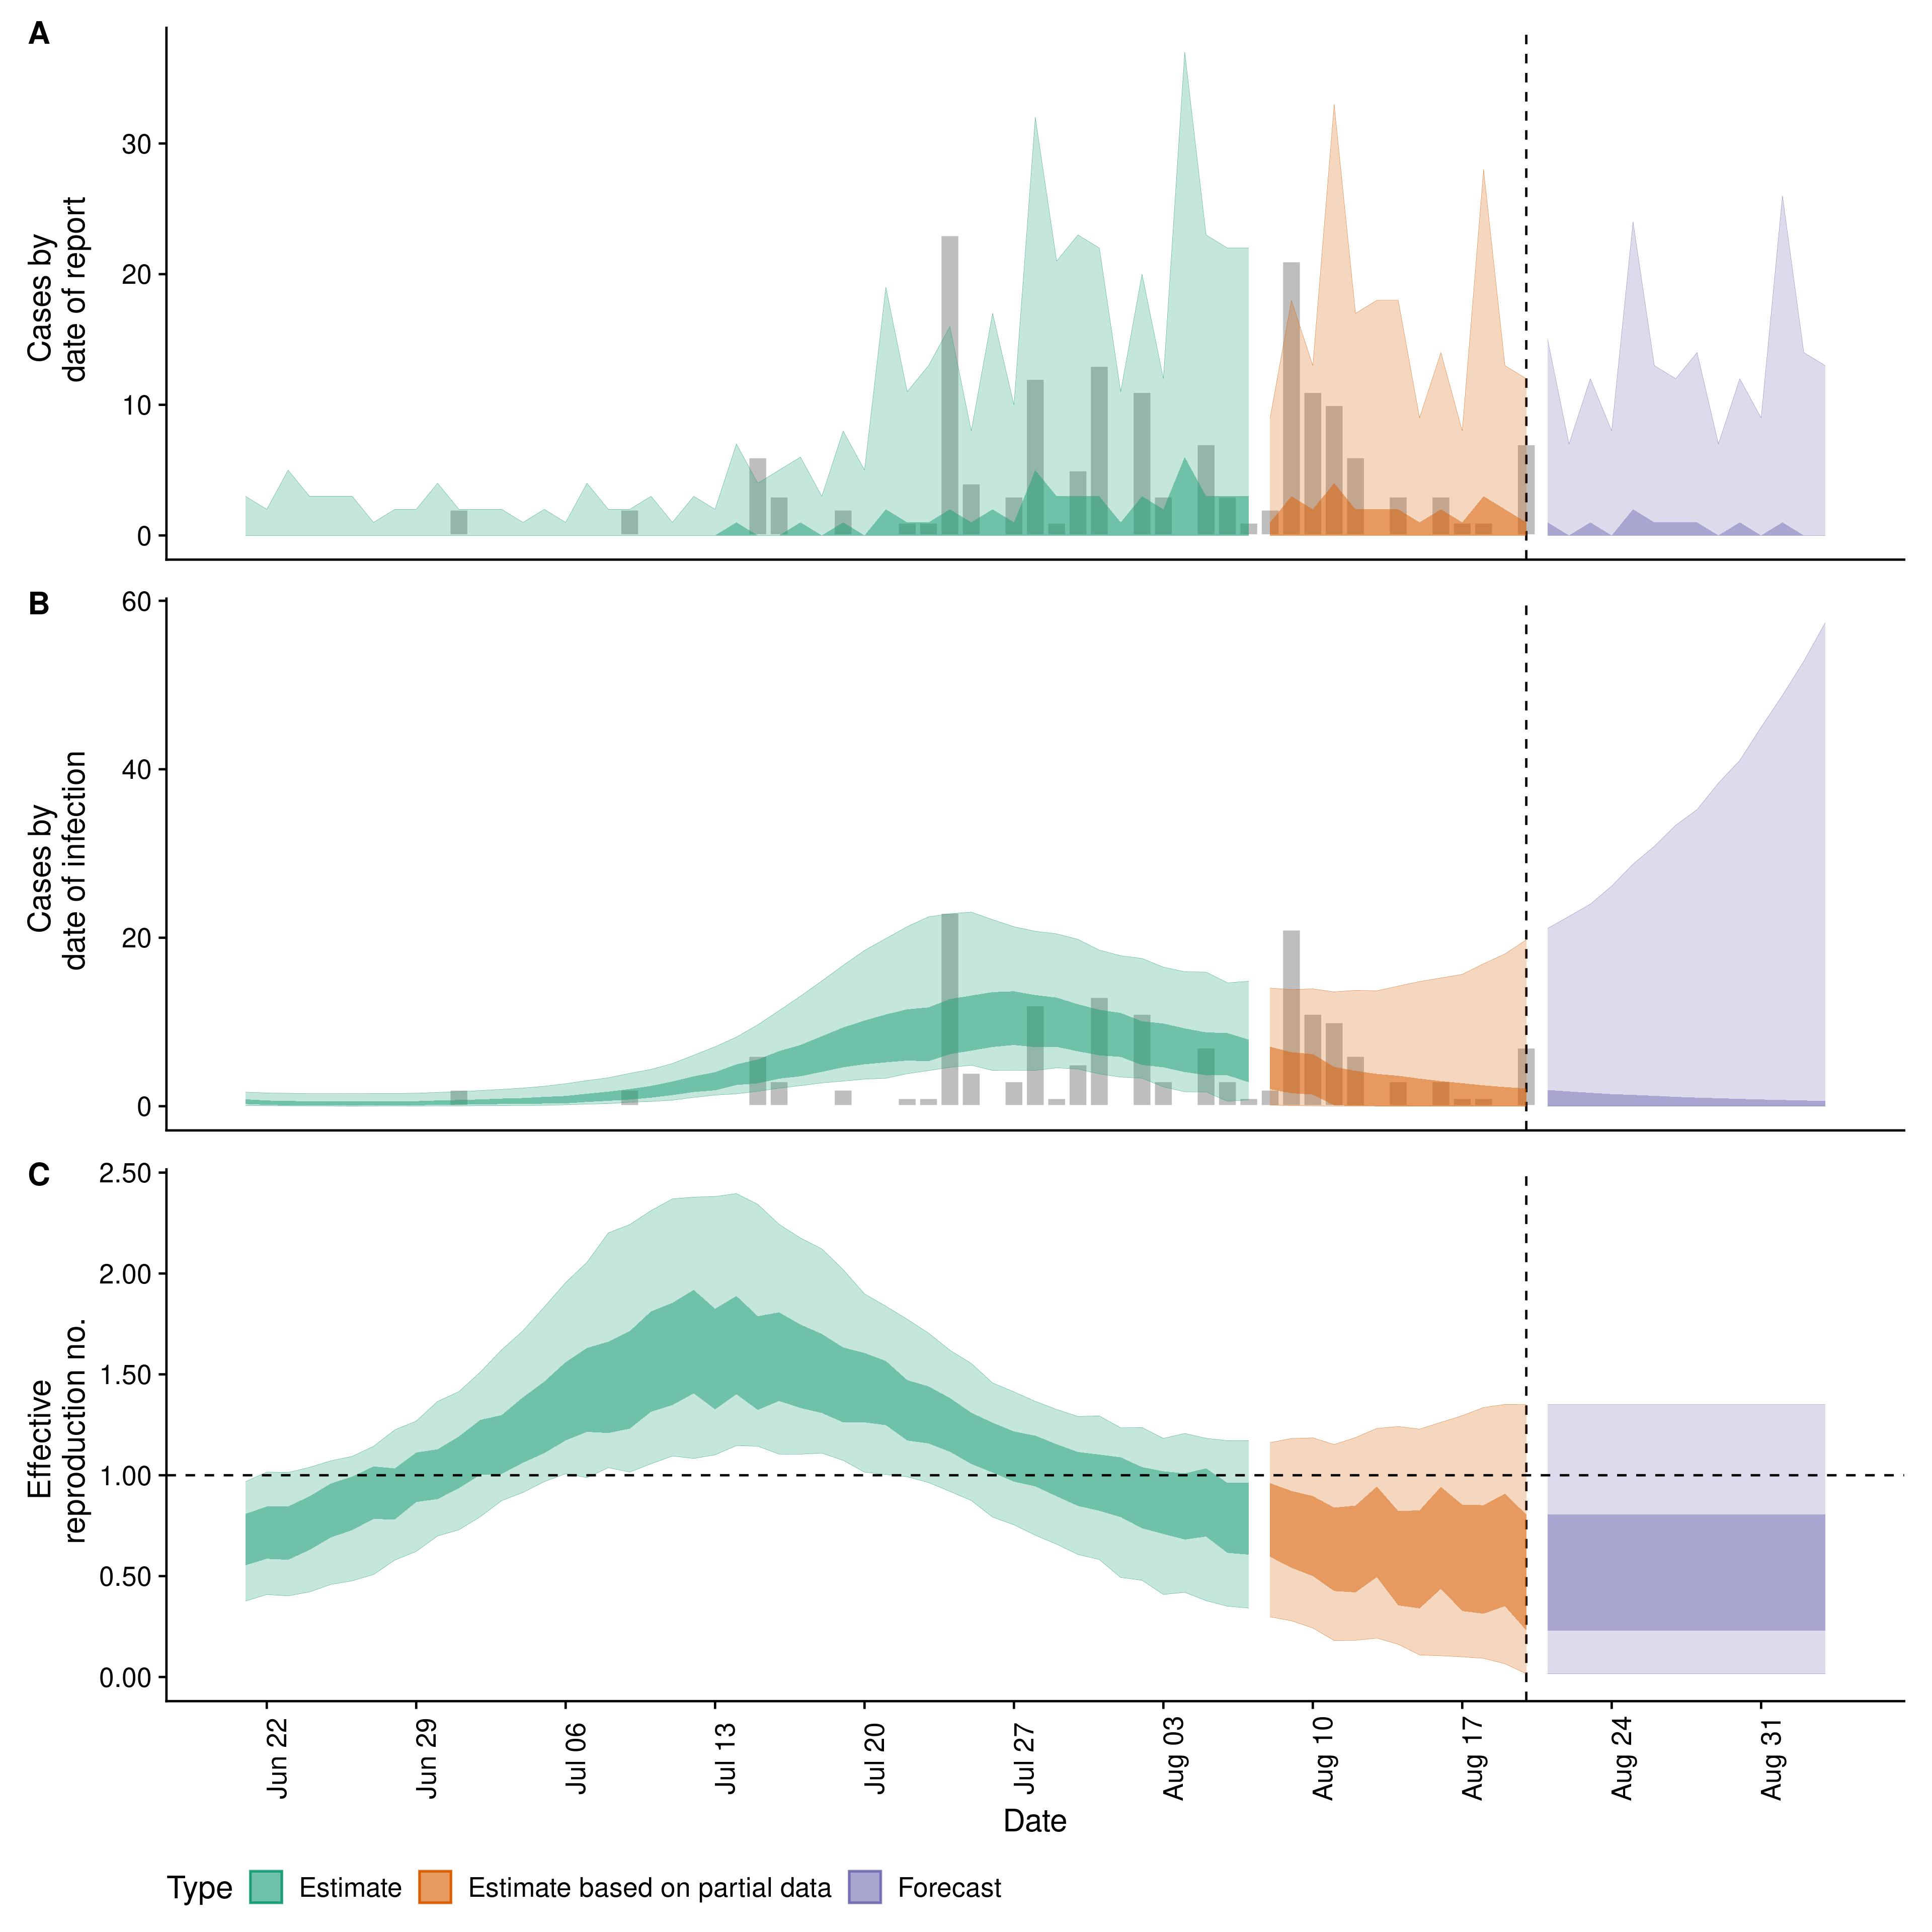 A
Cases by
date of report
30
20
10
0
B
Cases by
date of infection
60
40
20
0
C
Effective
reproduction no.
2.50
2.00
1.50
1.00
0.50
0.00
Jun 22
Jun 29
Jul 06
Jul 13
Jul 20
Jul 27
Aug 03
Aug 10
Aug 17
Aug 24
Aug 31
Date
Type Estimate Estimate based on partial data Forecast